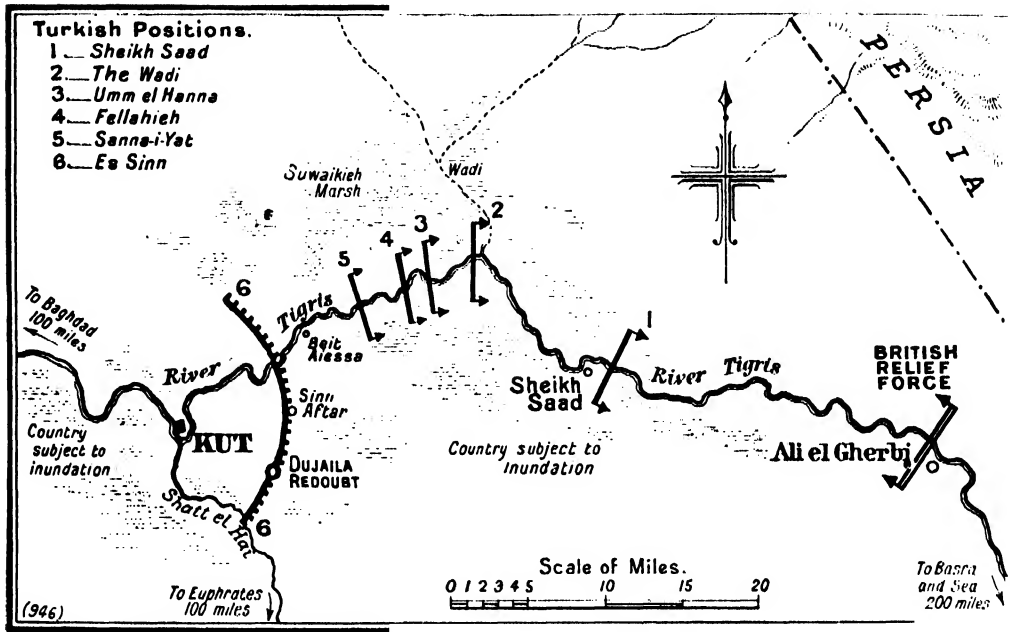 Turkish Positions.
1__Sheikh Saad
2__The Wadi
3__Umm el Hanna
4__Fellahieh
5__Sanna-i-Yat
6__Es Sinn
PERSIA
Suwaikieh
Marsh
Wadi
2
3
4
5
6
Tigris
Beit
Aiessa
To Baghdad
100 miles
River
Sinn
Aftar
KUT
Country
subject to
inundation
DUJAILA
REDOUBT
Shatt el Hai
6
To Euphrates
100 miles
(946)
1
Sheikh
Saad
River Tigris
Country subject to
inundation
BRITISH
RELIEF
FORCE
Ali el Gherbi
Scale of Miles.
0 1 2 3 4 5 10 15 20
To Basra
and Sea
200 miles